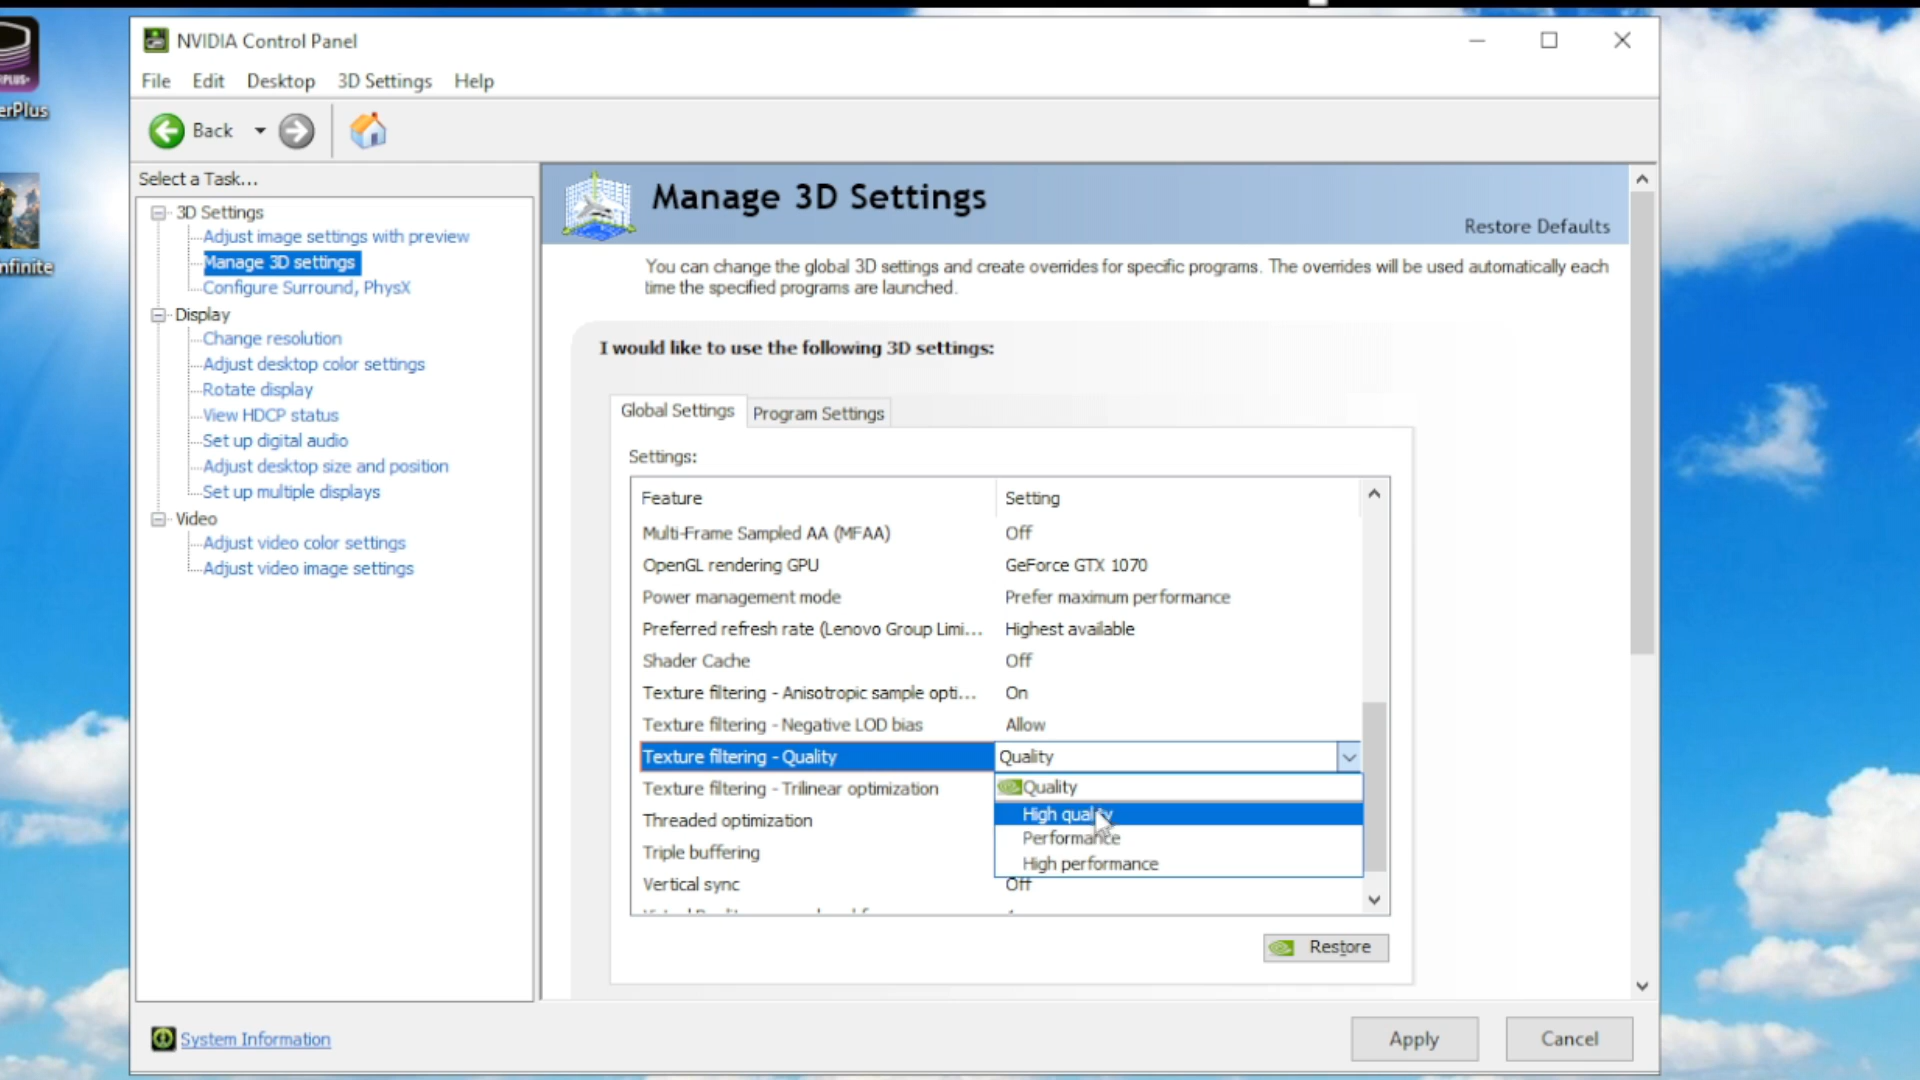 erPlus
nfinite
NVIDIA Control Panel
File Edit Desktop 3D Settings Help
Back
Select a Task...
3D Settings
Adjust image settings with preview
Manage 3D settings
Configure Surround, PhysX
Display
Change resolution
Adjust desktop color settings
Rotate display
View HDCP status
Set up digital audio
Adjust desktop size and position
Set up multiple displays
Video
Adjust video color settings
Adjust video image settings
System Information
Manage 3D Settings
Restore Defaults
You can change the global 3D settings and create overrides for specific programs. The overrides will be used automatically each
time the specified programs are launched.
I would like to use the following 3D settings:
Global Settings Program Settings
Settings:
Feature Setting
Multi-Frame Sampled AA (MFAA) Off
OpenGL rendering GPU GeForce GTX 1070
Power management mode Prefer maximum performance
Preferred refresh rate (Lenovo Group Limi... Highest available
Shader Cache Off
Texture filtering - Anisotropic sample opti... On
Texture filtering - Negative LOD bias Allow
Texture filtering - Quality Quality
Quality
Texture filtering - Trilinear optimization
High quality
Threaded optimization
Performance
Triple buffering
High performance
Vertical sync Off
Restore
Apply Cancel